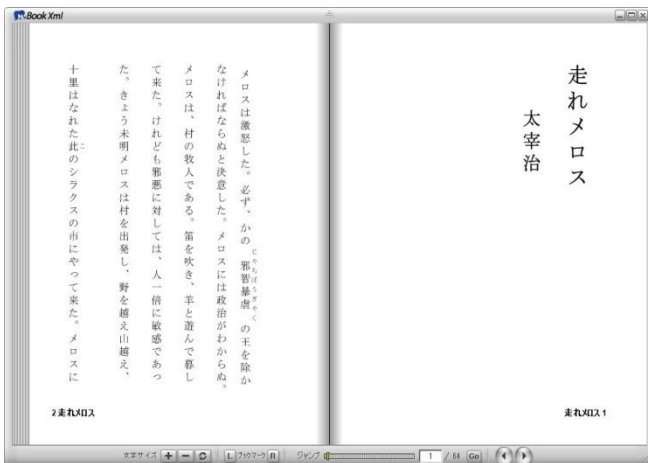 Book Xml
走れメロス
太宰治
走れメロス 1
メロスは激怒した。必ず、かの 邪智暴虐 の王を除か
じゃちぼうぎゃく
なければならぬと決意した。メロスには政治がわからぬ。
メロスは、村の牧人である。笛を吹き、羊と遊んで暮し
て来た。けれども邪悪に対しては、人一倍に敏感であっ
た。きょう未明メロスは村を出発し、野を越え山越え、
十里はなれた此のシラクスの市にやって来た。メロスに
こ
2 走れメロス
文字サイズ + - L ブックマーク R ジャンプ 1 / 64 Go